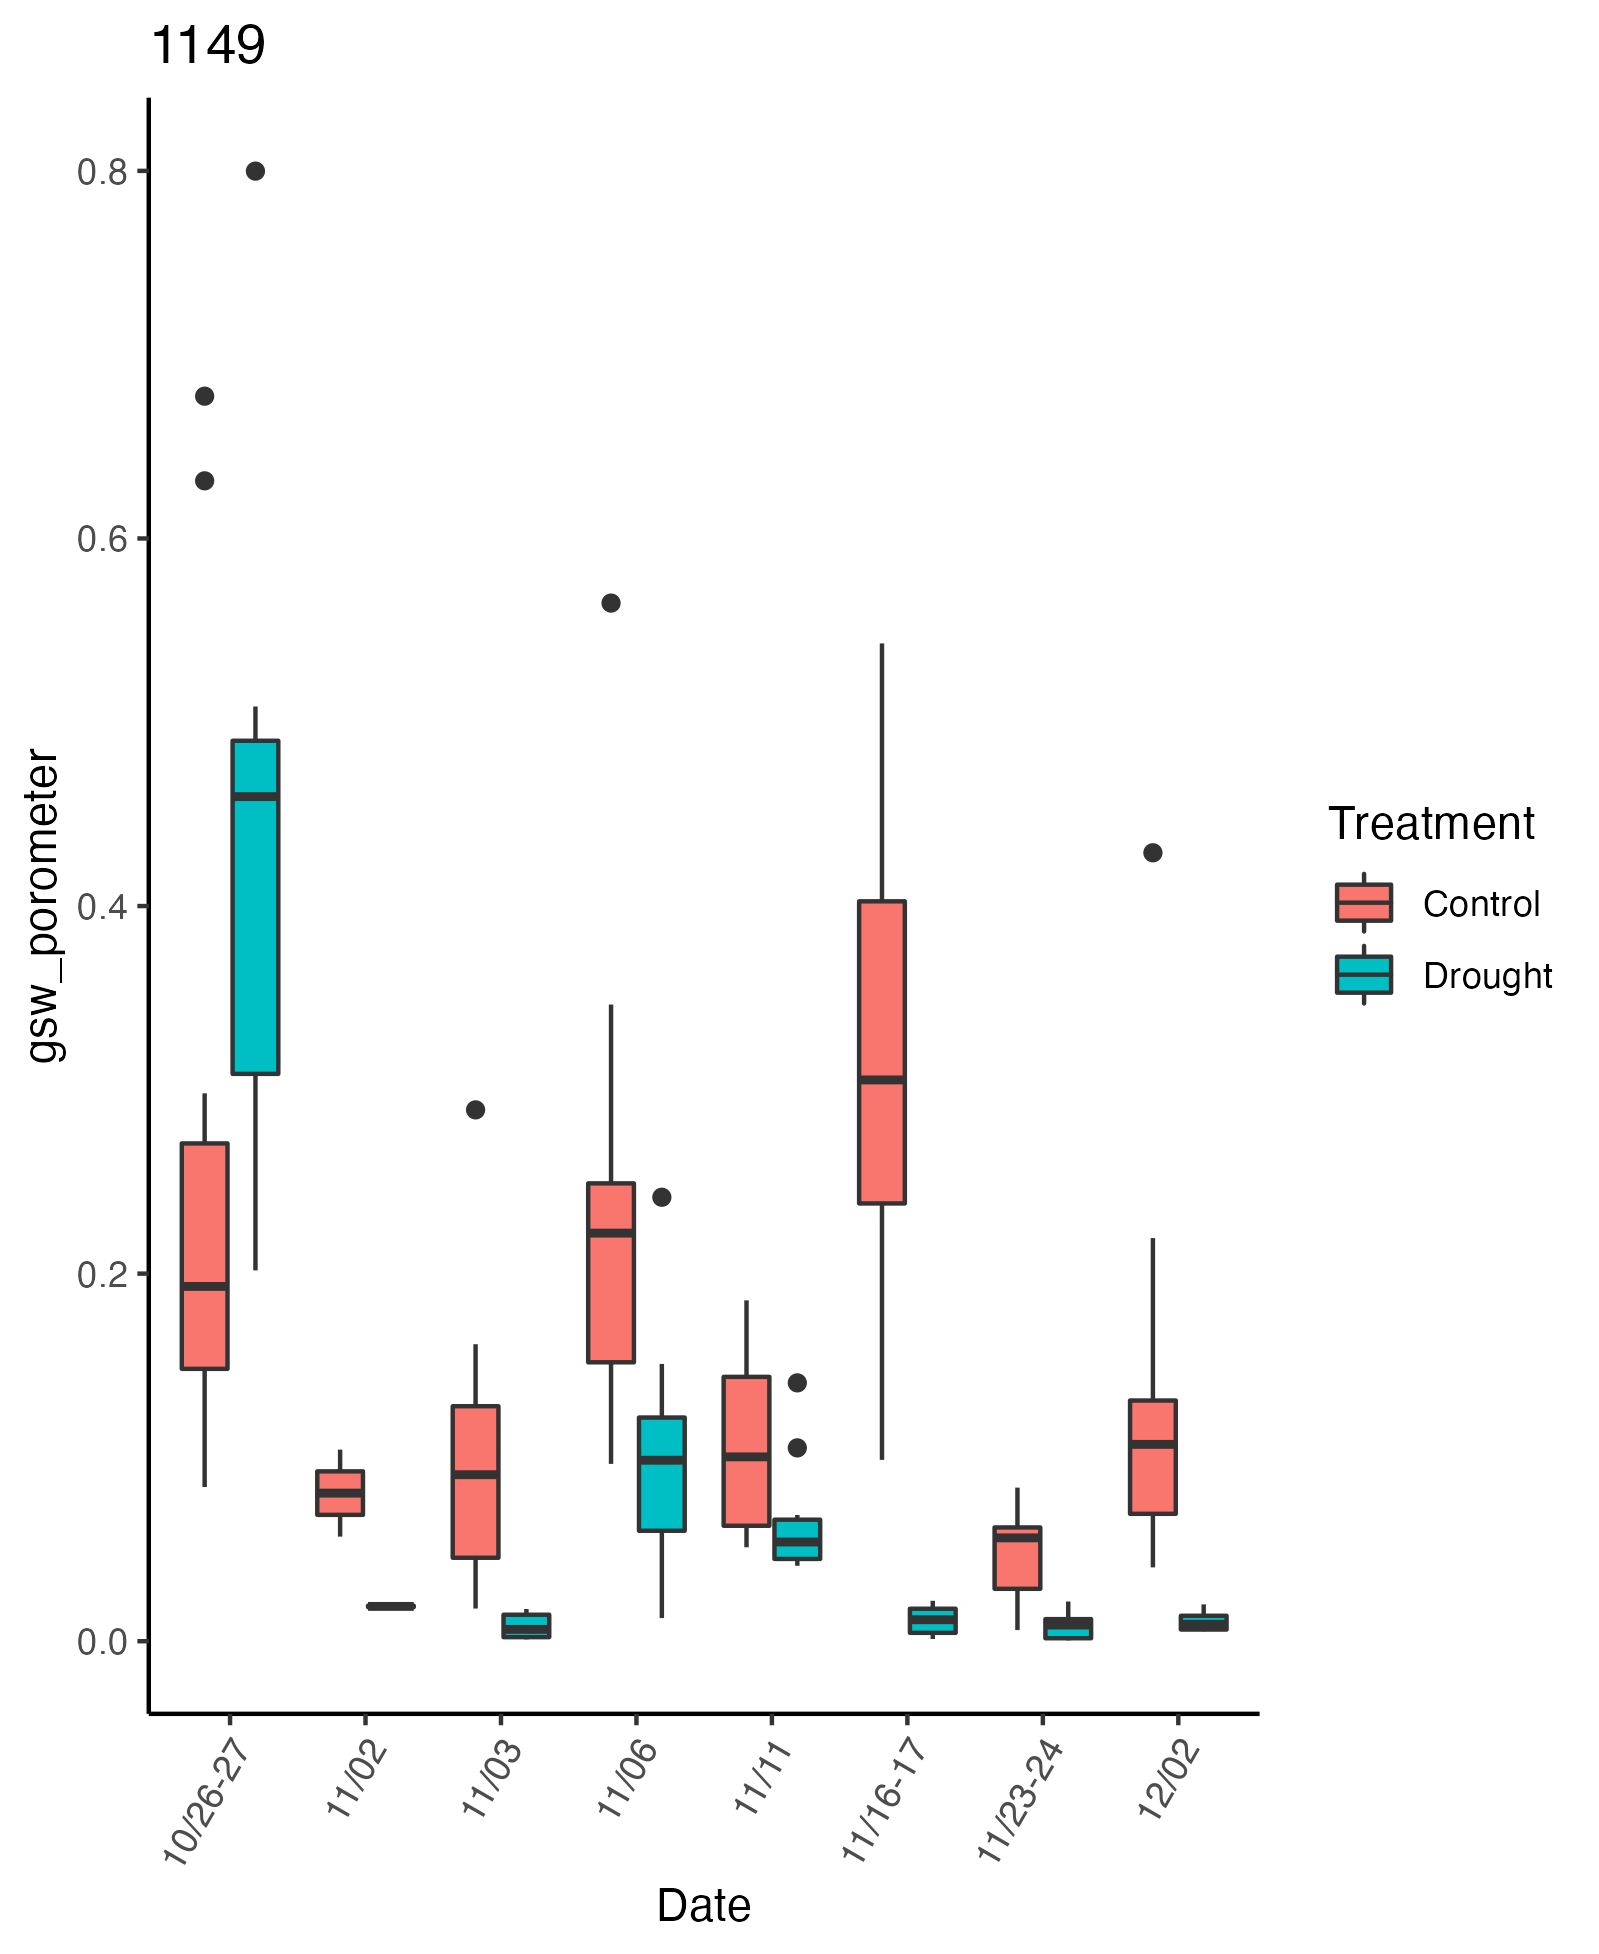 1149
gsw_porometer
0.8
0.6
0.4
0.2
0.0
10/26-27
11/02
11/03
11/06
11/11
11/16-17
11/23-24
12/02
Date
Treatment
Control
Drought